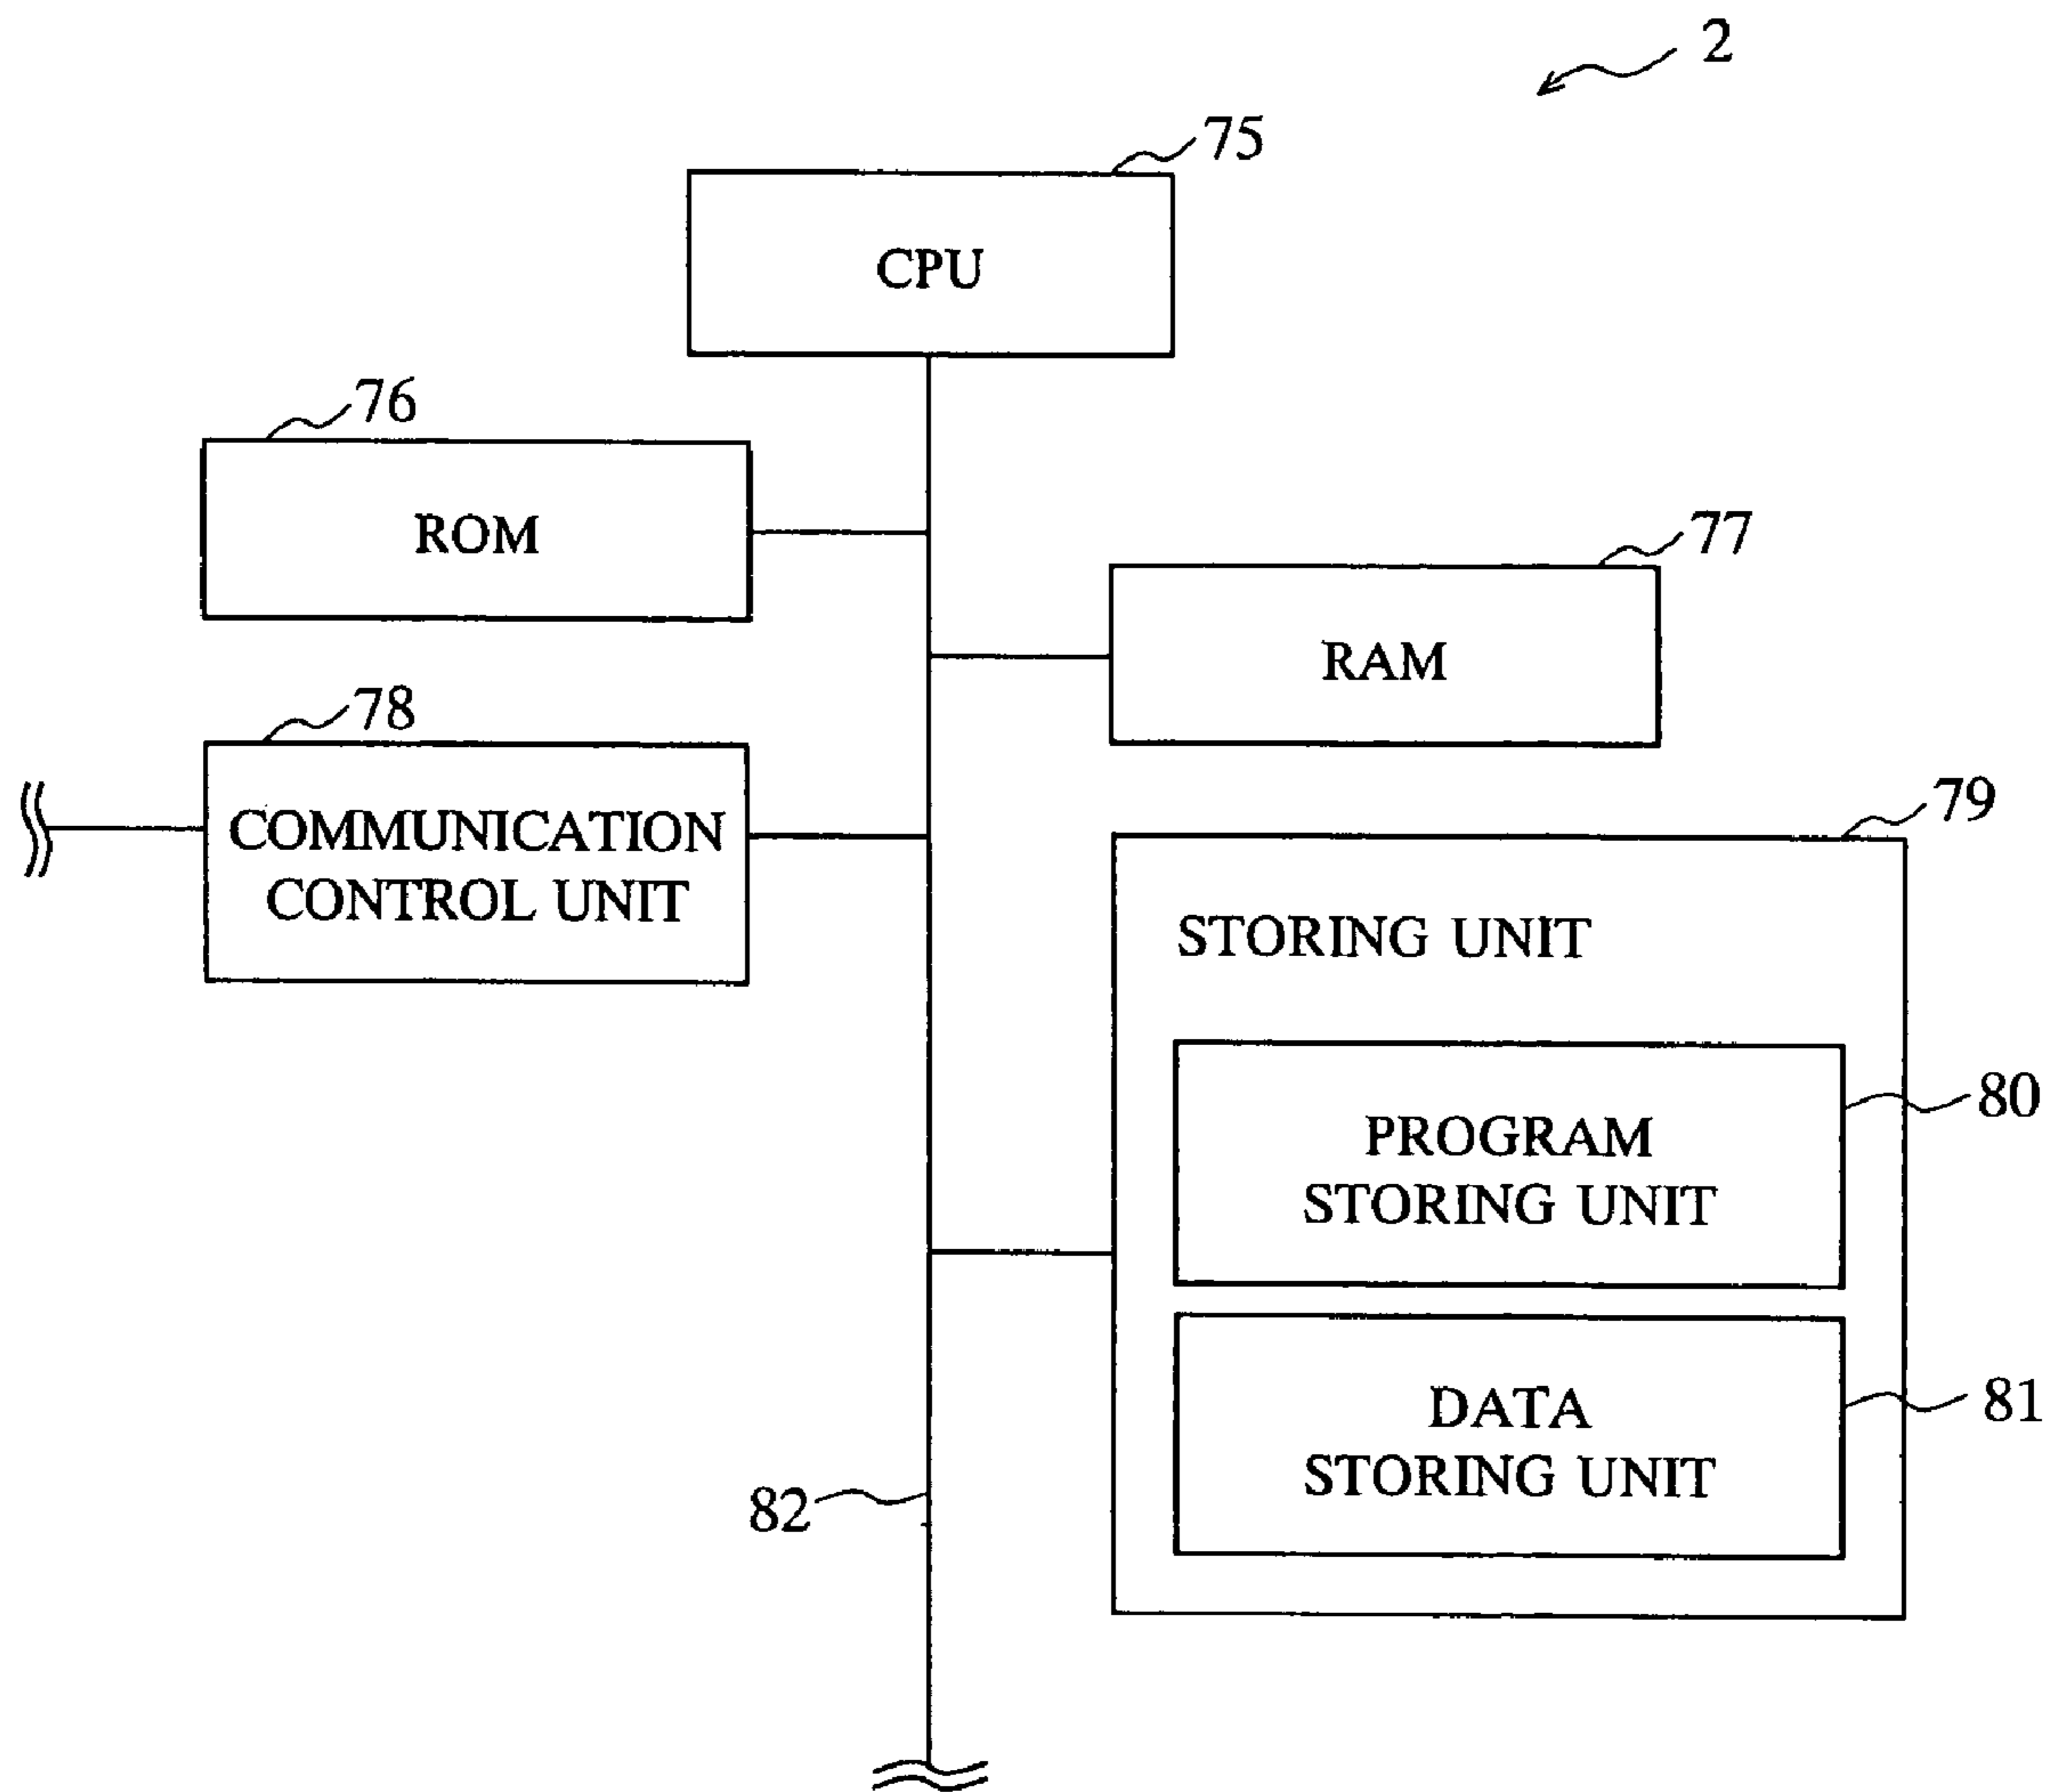 2
75
CPU
76
ROM
77
RAM
78
COMMUNICATION
CONTROL UNIT
79
STORING UNIT
80
PROGRAM
STORING UNIT
81
DATA
STORING UNIT
82